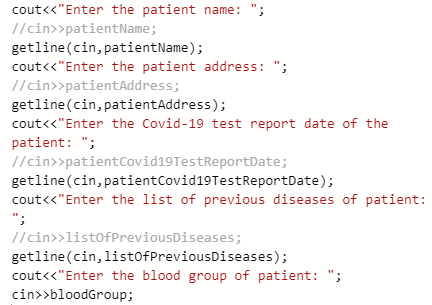 cout<<"Enter the patient name: ";
//cin>>patientName;
getline(cin,patientName);
cout<<"Enter the patient address: ";
//cin>>patientAddress;
getline(cin,patientAddress);
cout<<"Enter the Covid-19 test report date of the
patient: ";
//cin>>patientCovid19TestReportDate;
getline(cin,patientCovid19TestReportDate);
cout<<"Enter the list of previous diseases of patient:
";
//cin>>listOfPreviousDiseases;
getline(cin,listOfPreviousDiseases);
cout<<"Enter the blood group of patient: ";
cin>>bloodGroup;